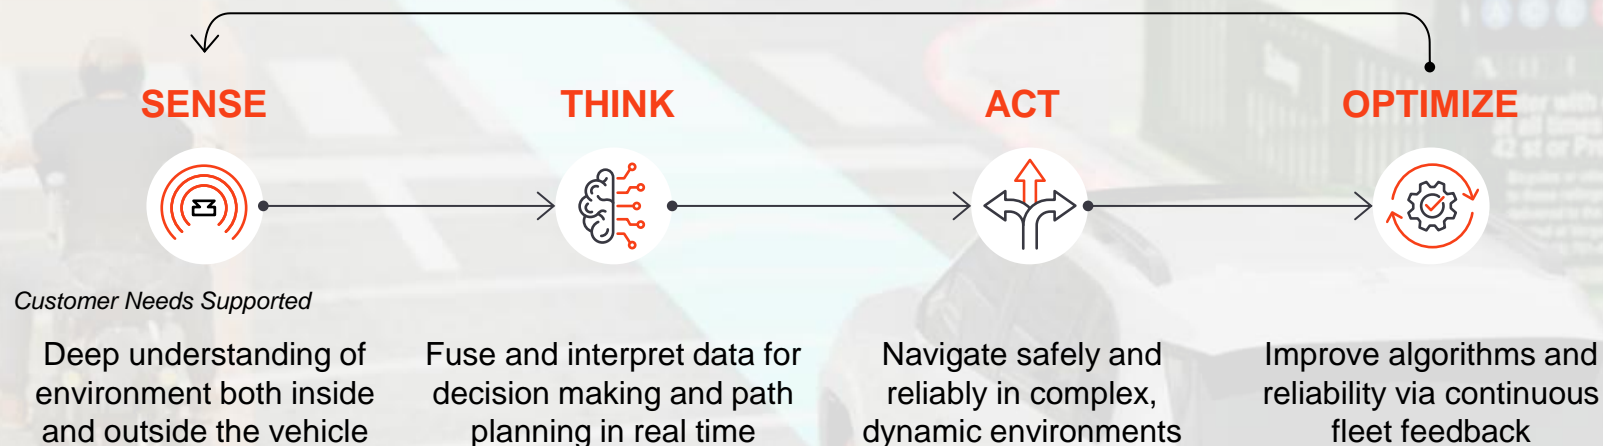 SENSE
THINK
ACT
OPTIMIZE
Customer Needs Supported
Deep understanding of
environment both inside
and outside the vehicle
Fuse and interpret data for
decision making and path
planning in real time
Navigate safely and
reliably in complex,
dynamic environments
Improve algorithms and
reliability via continuous
fleet feedback